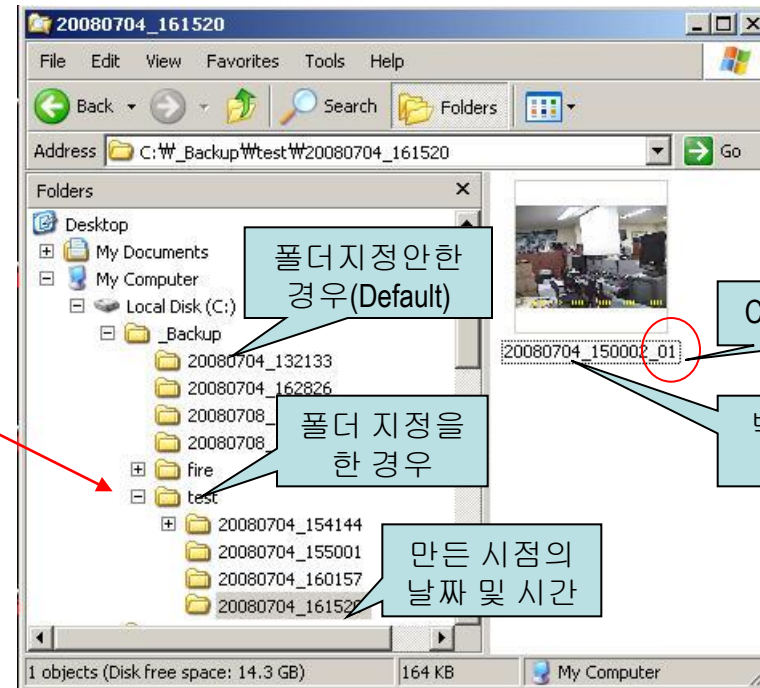 20080704_161520
File Edit View Favorites Tools Help
Back Search Folders
Address C:₩_Backup₩test₩20080704_161520 Go
Folders
Desktop
My Documents
My Computer
Local Disk (C:)
_Backup
20080704_132133
20080704_162826
20080708_
20080708_
fire
test
20080704_154144
20080704_155001
20080704_160157
20080704_161520
폴더지정안한
경우(Default)
폴더 지정을
한 경우
만든 시점의
날짜 및 시간
20080704_150002_01
1 objects (Disk free space: 14.3 GB) 164 KB My Computer